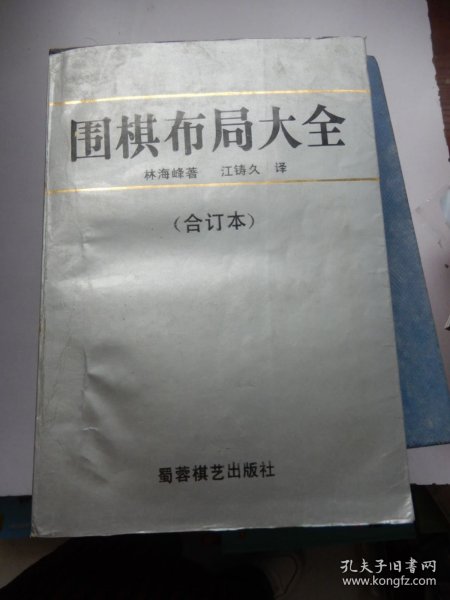 围棋布局大全
林海峰著 江铸久 译
(合订本)
蜀蓉棋艺出版社
孔夫子旧书网
www.kongfz.com